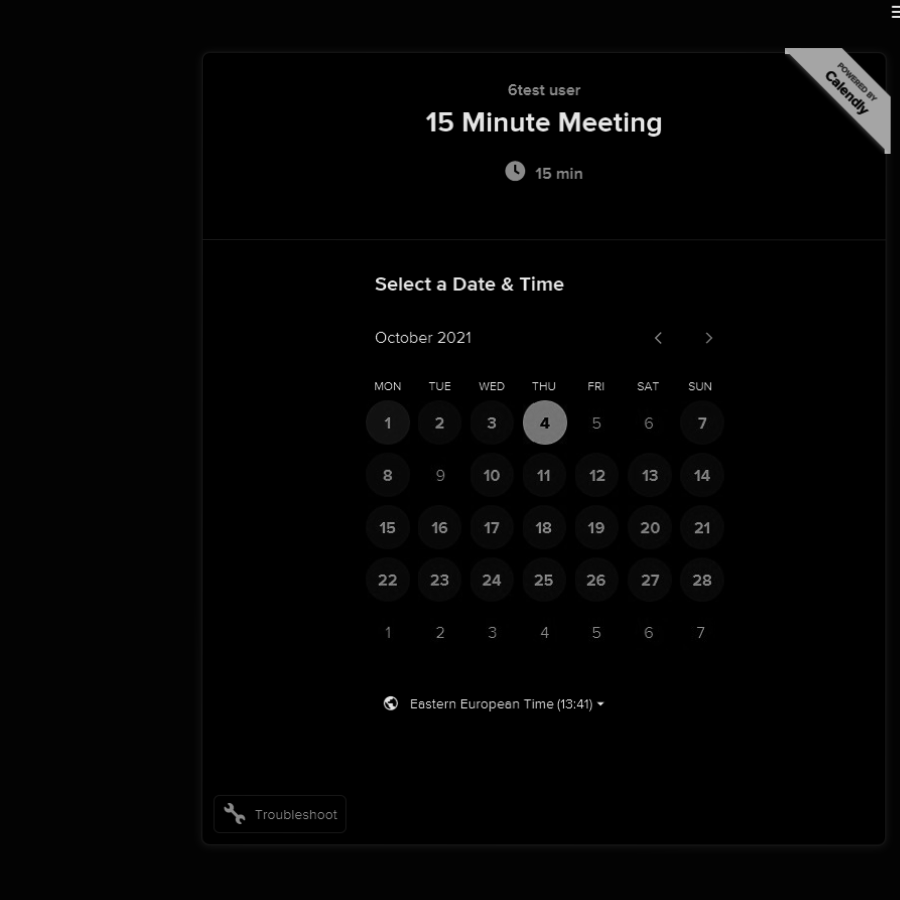 POWERED BY
Calendly
6test user
15 Minute Meeting
15 min
Select a Date & Time
October 2021
MON TUE WED THU FRI SAT SUN
1 2 3 4 5 6 7
8 9 10 11 12 13 14
15 16 17 18 19 20 21
22 23 24 25 26 27 28
1 2 3 4 5 6 7
Eastern European Time (13:41)
Troubleshoot